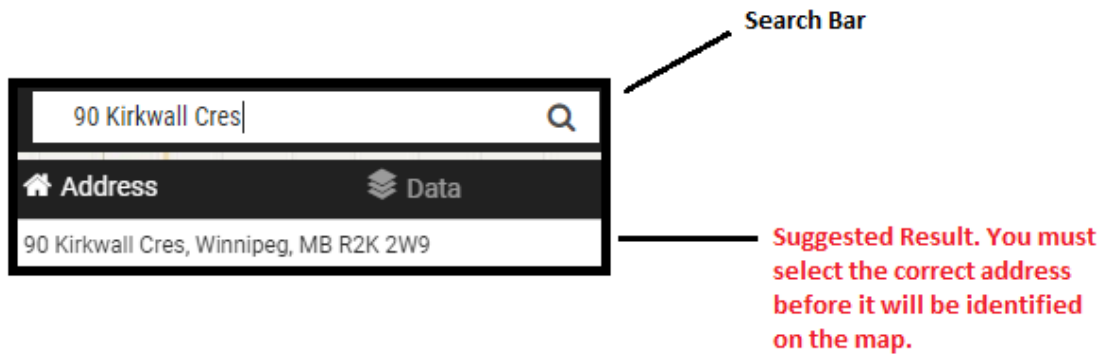 Search Bar
90 Kirkwall Cres
Address
Data
90 Kirkwall Cres, Winnipeg, MB R2K 2W9
Suggested Result. You must
select the correct address
before it will be identified
on the map.